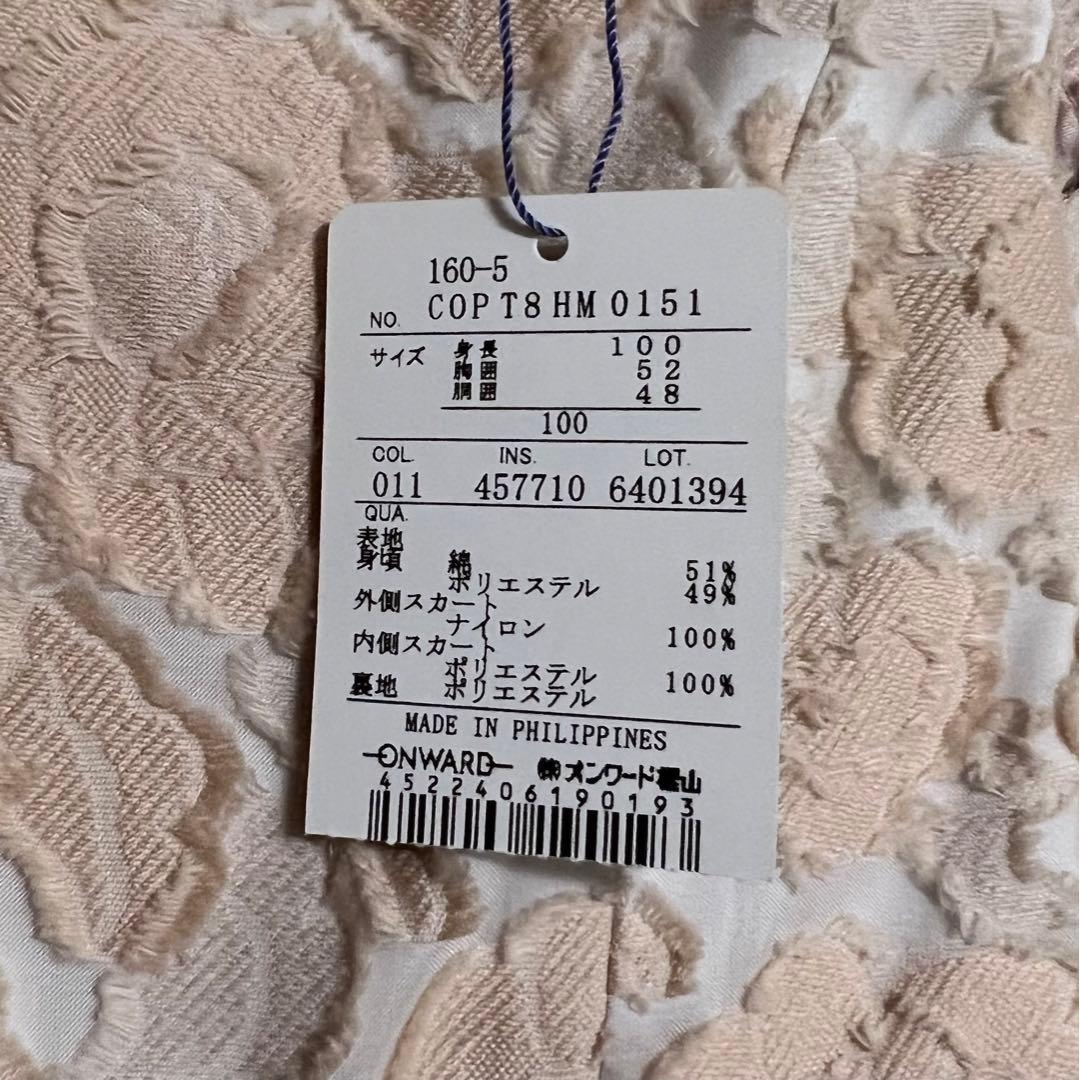 160-5
NO. COP T8 HM 0151
サイズ 身長 100
胸囲 52
胴囲 48
100
COL. INS. LOT.
011 457710 6401394
QUA.
表地
身頃 綿 51%
ポリエステル 49%
外側スカート
ナイロン 100%
内側スカート
ポリエステル 100%
裏地 ポリエステル
MADE IN PHILIPPINES
ONWARD ㈱オンワード樫山
4522406190193